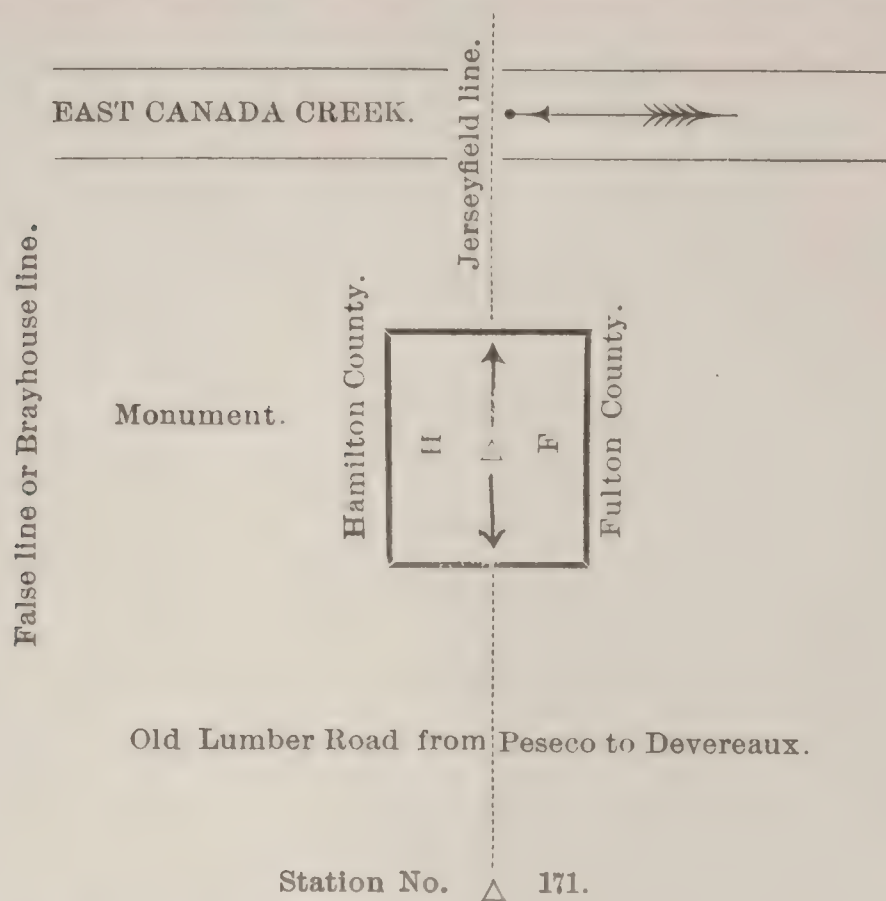 EAST CANADA CREEK.
Jerseyfield line.
False line or Brayhouse line.
Monument.
Hamilton County.
H △ F
Fulton County.
Old Lumber Road from Peseco to Devereaux.
Station No. △ 171.